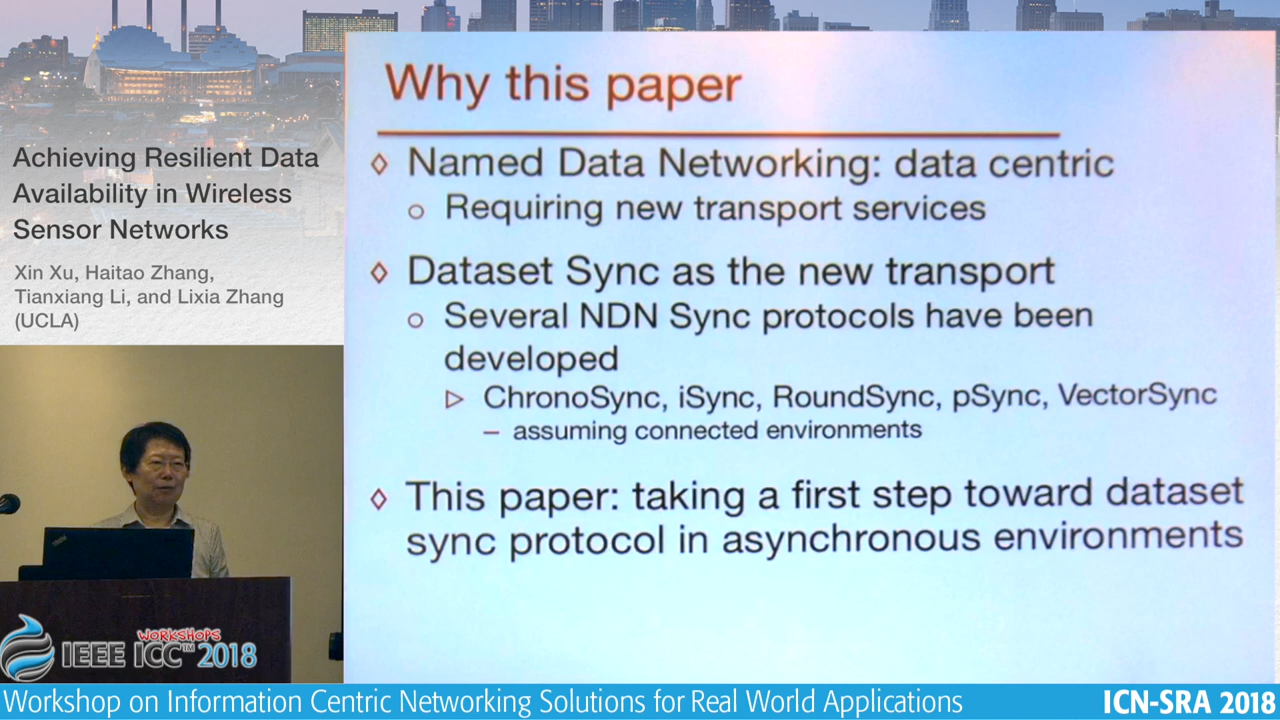 Achieving Resilient Data
Availability in Wireless
Sensor Networks
Xin Xu, Haitao Zhang,
Tianxiang Li, and Lixia Zhang
(UCLA)
Why this paper
Named Data Networking: data centric
Requiring new transport services
Dataset Sync as the new transport
Several NDN Sync protocols have been
developed
ChronoSync, iSync, RoundSync, pSync, VectorSync
– assuming connected environments
This paper: taking a first step toward dataset
sync protocol in asynchronous environments
WORKSHOPS
IEEE ICC™ 2018
Workshop on Information Centric Networking Solutions for Real World Applications
ICN-SRA 2018